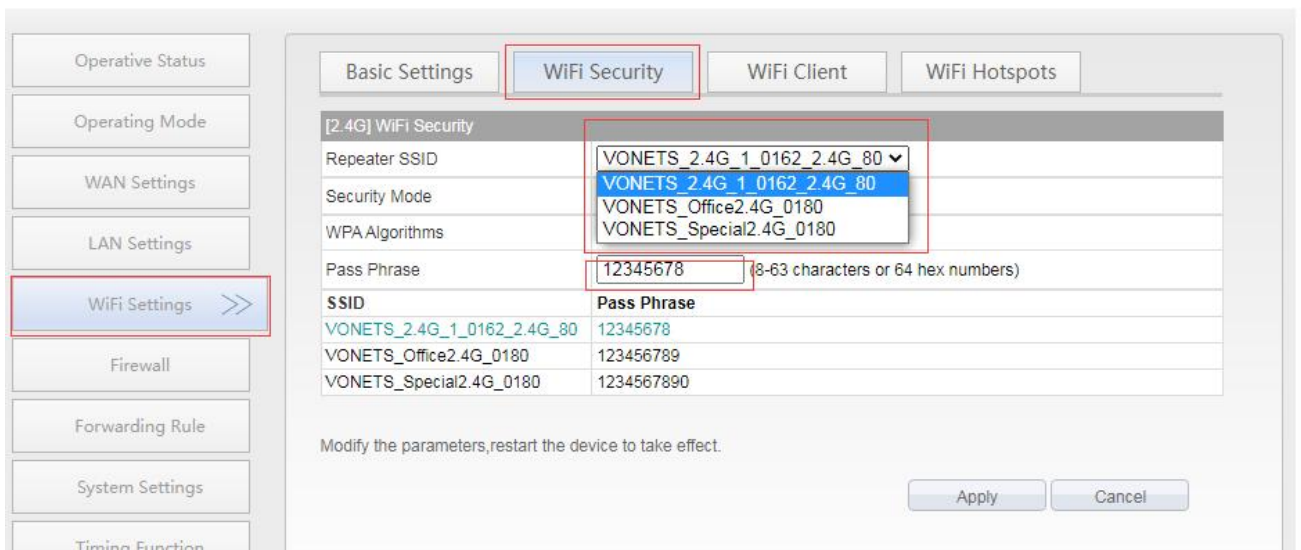 Operative Status
Operating Mode
WAN Settings
LAN Settings
WiFi Settings >>
Firewall
Forwarding Rule
System Settings
Timing Function
Basic Settings
WiFi Security
WiFi Client
WiFi Hotspots
[2.4G] WiFi Security
Repeater SSID VONETS_2.4G_1_0162_2.4G_80
VONETS_2.4G_1_0162_2.4G_80
Security Mode
VONETS_Office2.4G_0180
WPA Algorithms VONETS_Special2.4G_0180
Pass Phrase 12345678 (8-63 characters or 64 hex numbers)
SSID Pass Phrase
VONETS_2.4G_1_0162_2.4G_80 12345678
VONETS_Office2.4G_0180 123456789
VONETS_Special2.4G_0180 1234567890
Modify the parameters,restart the device to take effect.
Apply Cancel